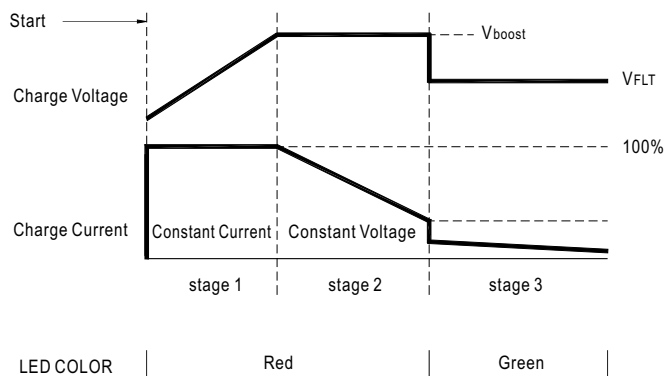 Start
Vboost
Charge Voltage
VFLT
100%
Charge Current
Constant Current
Constant Voltage
stage 1
stage 2
stage 3
LED COLOR
Red
Green